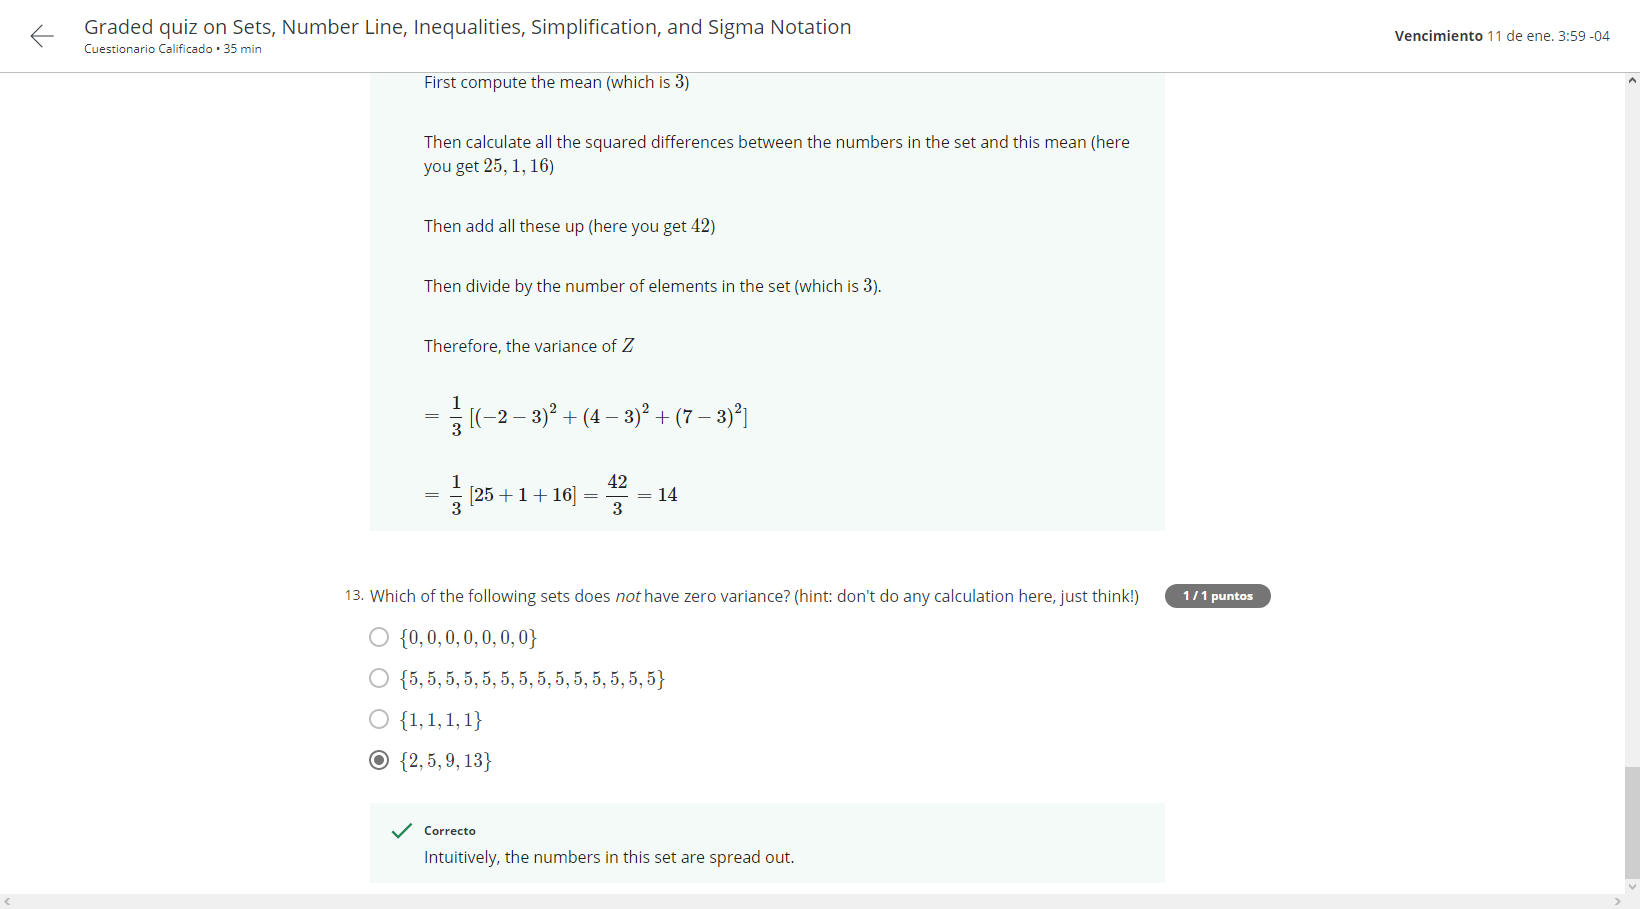 Graded quiz on Sets, Number Line, Inequalities, Simplification, and Sigma Notation
Cuestionario Calificado • 35 min
Vencimiento 11 de ene. 3:59 -04
First compute the mean (which is 3)
Then calculate all the squared differences between the numbers in the set and this mean (here
you get 25, 1, 16)
Then add all these up (here you get 42)
Then divide by the number of elements in the set (which is 3).
Therefore, the variance of Z
= 1/3 [(−2 − 3)² + (4 − 3)² + (7 − 3)²]
= 1/3 [25 + 1 + 16] = 42/3 = 14
13. Which of the following sets does not have zero variance? (hint: don't do any calculation here, just think!)
1 / 1 puntos
{0, 0, 0, 0, 0, 0, 0}
{5, 5, 5, 5, 5, 5, 5, 5, 5, 5, 5, 5, 5, 5}
{1, 1, 1, 1}
{2, 5, 9, 13}
Correcto
Intuitively, the numbers in this set are spread out.